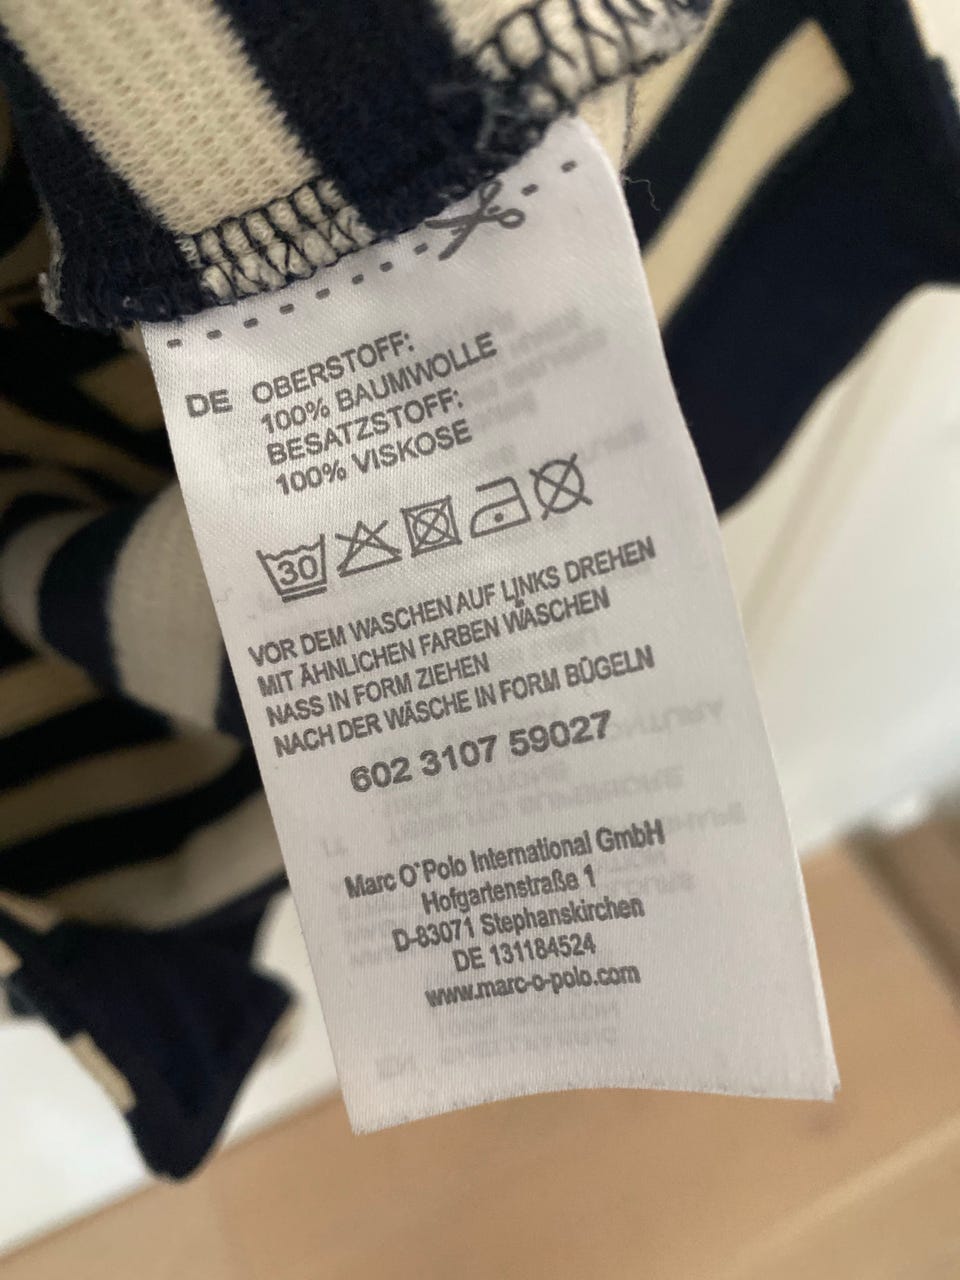 DE OBERSTOFF:
100% BAUMWOLLE
BESATZSTOFF:
100% VISKOSE
30
VOR DEM WASCHEN AUF LINKS DREHEN
MIT ÄHNLICHEN FARBEN WASCHEN
NASS IN FORM ZIEHEN
NACH DER WÄSCHE IN FORM BÜGELN
602 3107 59027
Marc O'Polo International GmbH
Hofgartenstraße 1
D-83071 Stephanskirchen
DE 131184524
www.marc-o-polo.com